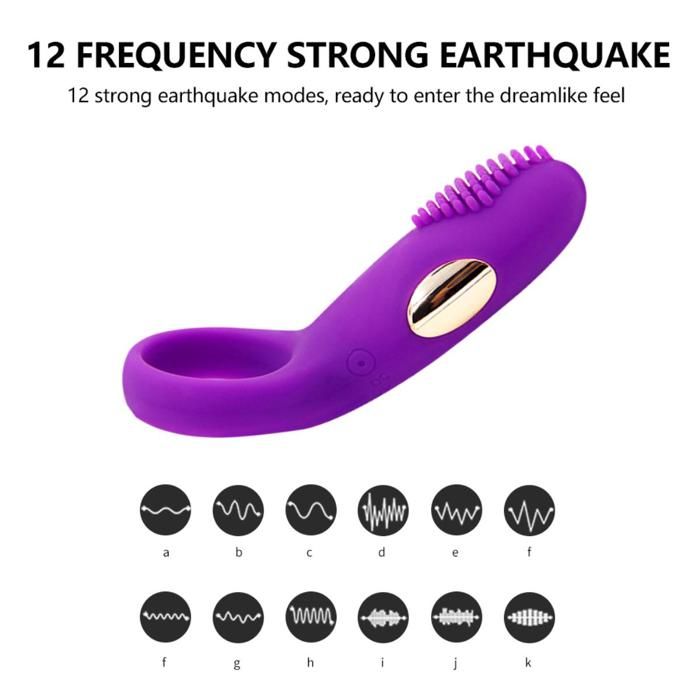 12 FREQUENCY STRONG EARTHQUAKE
12 strong earthquake modes, ready to enter the dreamlike feel
a b c d e f
f g h i j k